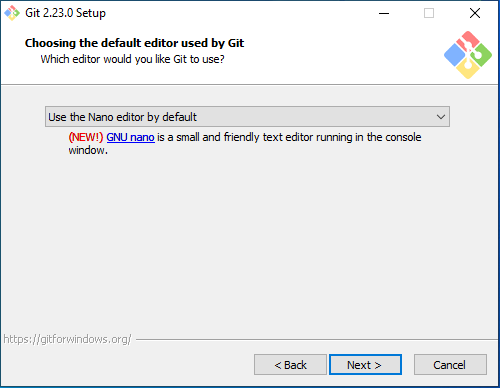 Git 2.23.0 Setup
Choosing the default editor used by Git
Which editor would you like Git to use?
Use the Nano editor by default
(NEW!) GNU nano is a small and friendly text editor running in the console
window.
https://gitforwindows.org/
< Back
Next >
Cancel